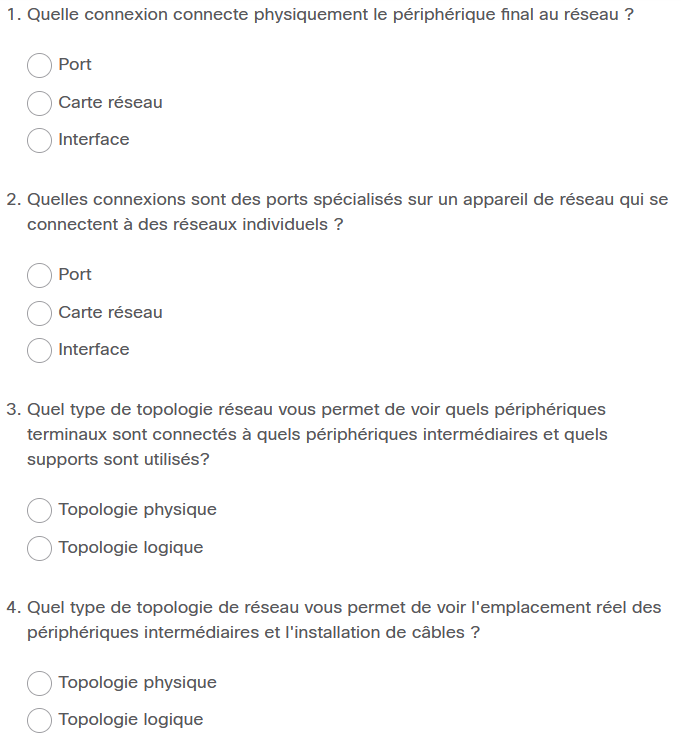 1. Quelle connexion connecte physiquement le périphérique final au réseau ?
Port
Carte réseau
Interface
2. Quelles connexions sont des ports spécialisés sur un appareil de réseau qui se
connectent à des réseaux individuels ?
Port
Carte réseau
Interface
3. Quel type de topologie réseau vous permet de voir quels périphériques
terminaux sont connectés à quels périphériques intermédiaires et quels
supports sont utilisés?
Topologie physique
Topologie logique
4. Quel type de topologie de réseau vous permet de voir l'emplacement réel des
périphériques intermédiaires et l'installation de câbles ?
Topologie physique
Topologie logique